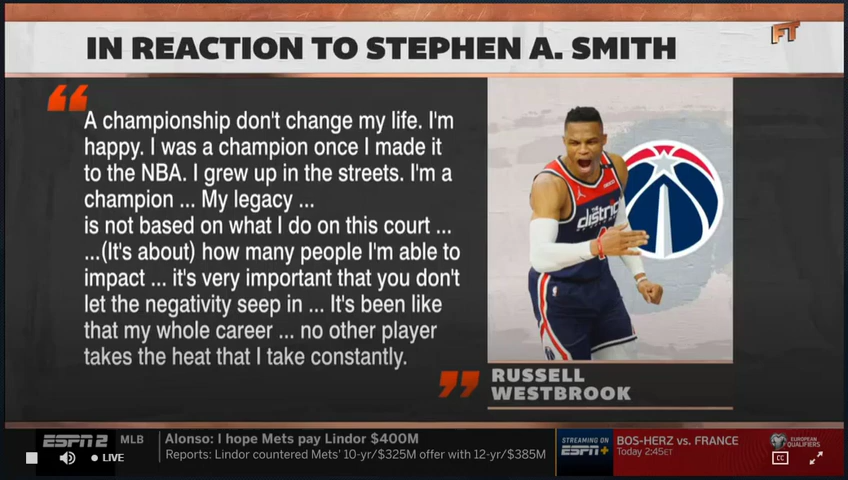 IN REACTION TO STEPHEN A. SMITH
FT
“
A championship don't change my life. I'm
happy. I was a champion once I made it
to the NBA. I grew up in the streets. I'm a
champion ... My legacy ...
is not based on what I do on this court ...
...(It's about) how many people I'm able to
impact ... it's very important that you don't
let the negativity seep in ... It's been like
that my whole career ... no other player
takes the heat that I take constantly.
”
the
district
RUSSELL
WESTBROOK
ESPN 2
MLB
Alonso: I hope Mets pay Lindor $400M
Reports: Lindor countered Mets' 10-yr/$325M offer with 12-yr/$385M
LIVE
STREAMING ON
ESPN+
BOS-HERZ vs. FRANCE
Today 2:45ET
EUROPEAN
QUALIFIERS
CC